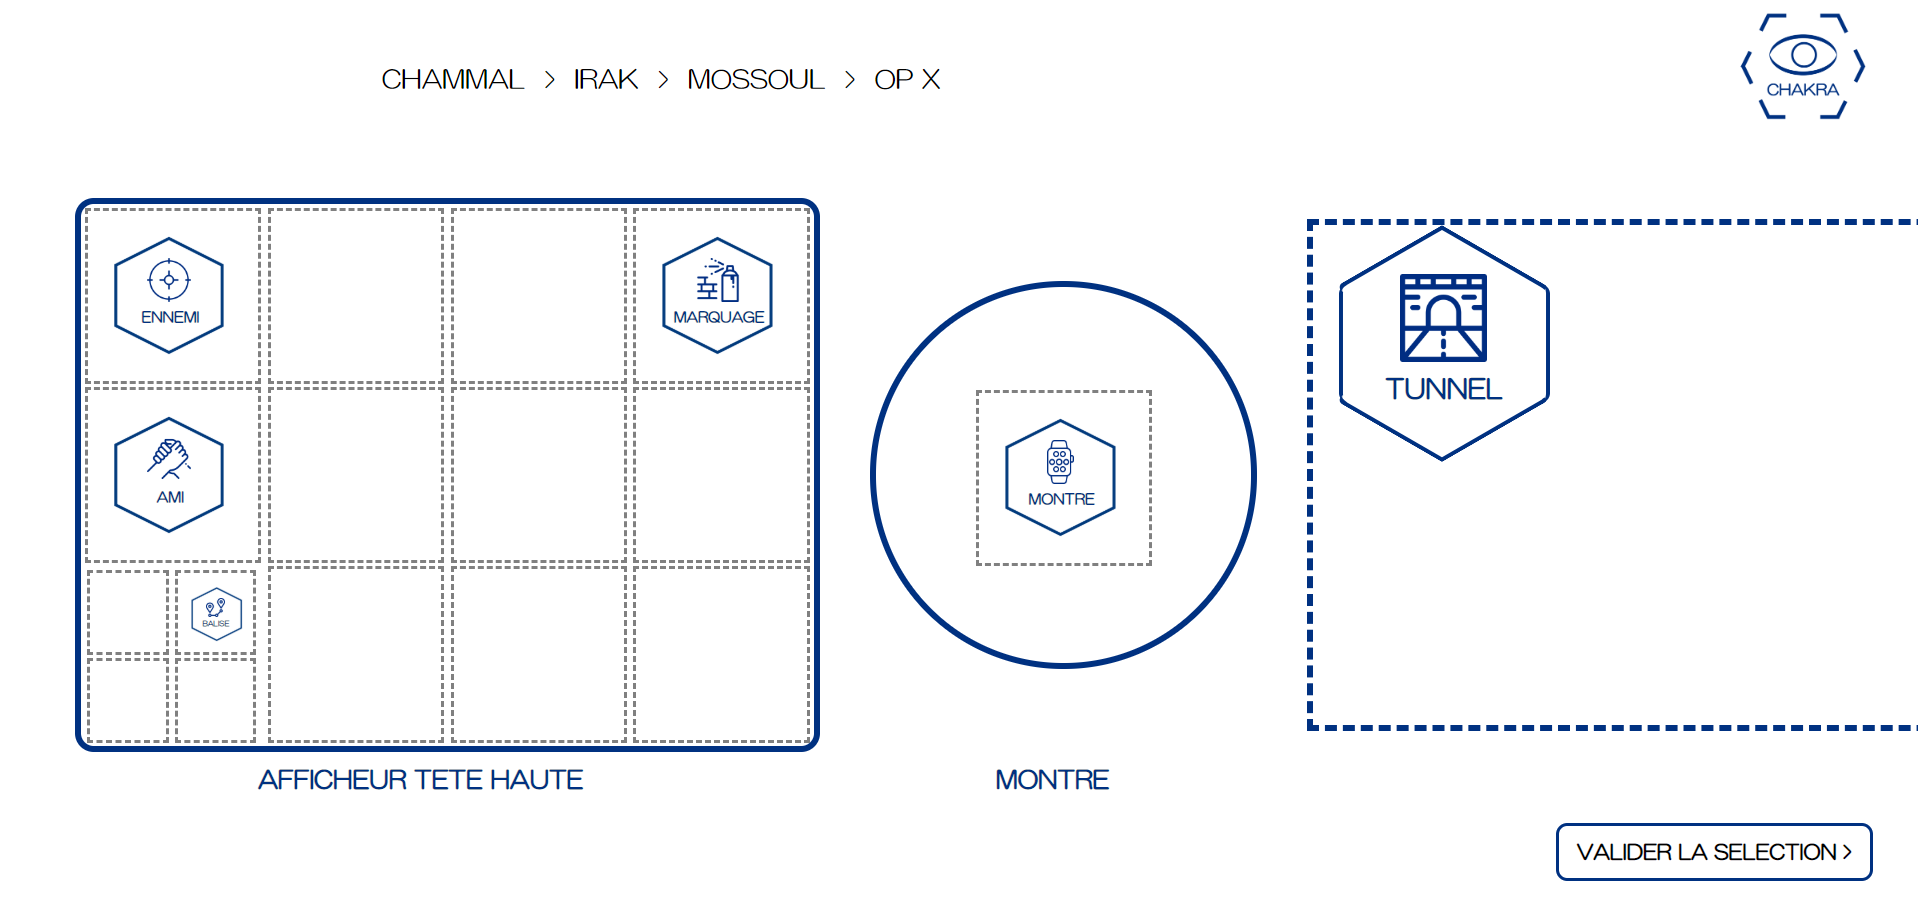 CHAMMAL > IRAK > MOSSOUL > OP X
CHAKRA
ENNEMI
MARQUAGE
TUNNEL
AMI
MONTRE
BALISE
AFFICHEUR TETE HAUTE
MONTRE
VALIDER LA SELECTION >